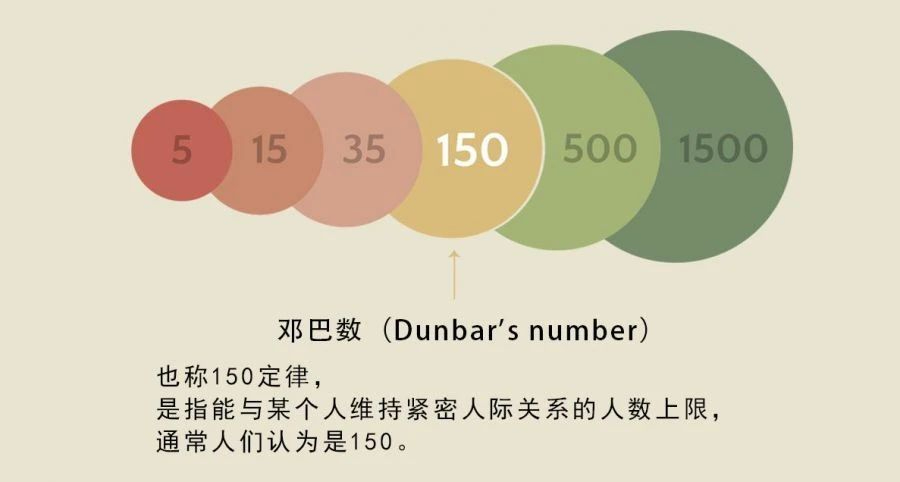 5 15 35 150 500 1500
邓巴数（Dunbar's number）
也称150定律，
是指能与某个人维持紧密人际关系的人数上限，
通常人们认为是150。